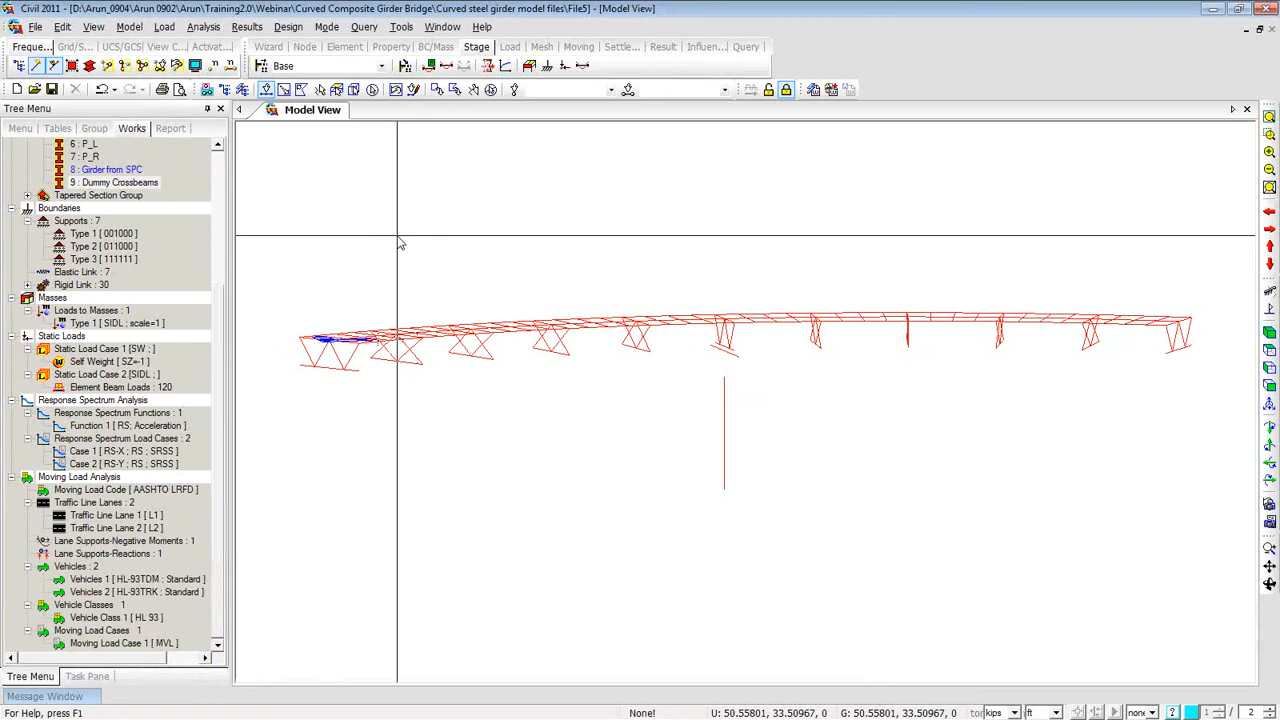 Civil 2011 - [D:\Arun_0904\Arun 0902\Arun\Training2.0\Webinar\Curved Composite Girder Bridge\Curved steel girder model files\File5] - [Model View]
File Edit View Model Load Analysis Results Design Mode Query Tools Window Help
Freque... Grid/S... UCS/GCS View C... Activat... Wizard Node Element Property BC/Mass Stage Load Mesh Moving Settle... Result Influen... Query
Base
Tree Menu
Model View
Menu Tables Group Works Report
6 : P_L
7 : P_R
8 : Girder from SPC
9 : Dummy Crossbeams
Tapered Section Group
Boundaries
Supports : 7
Type 1 [ 001000 ]
Type 2 [ 011000 ]
Type 3 [ 111111 ]
Elastic Link : 7
Rigid Link : 30
Masses
Loads to Masses : 1
Type 1 [ SIDL ; scale=1 ]
Static Loads
Static Load Case 1 [SW ; ]
Self Weight [ SZ=-1 ]
Static Load Case 2 [SIDL ; ]
Element Beam Loads : 120
Response Spectrum Analysis
Response Spectrum Functions : 1
Function 1 [ RS; Acceleration ]
Response Spectrum Load Cases : 2
Case 1 [ RS-X ; RS ; SRSS ]
Case 2 [ RS-Y ; RS ; SRSS ]
Moving Load Analysis
Moving Load Code [ AASHTO LRFD ]
Traffic Line Lanes : 2
Traffic Line Lane 1 [ L1 ]
Traffic Line Lane 2 [ L2 ]
Lane Supports-Negative Moments : 1
Lane Supports-Reactions : 1
Vehicles : 2
Vehicles 1 [ HL-93TDM ; Standard ]
Vehicles 2 [ HL-93TRK ; Standard ]
Vehicle Classes 1
Vehicle Class 1 [ HL 93 ]
Moving Load Cases 1
Moving Load Case 1 [ MVL ]
Tree Menu Task Pane
Message Window
For Help, press F1 None! U: 50.55801, 33.50967, 0 G: 50.55801, 33.50967, 0 kips ft none 1 / 2